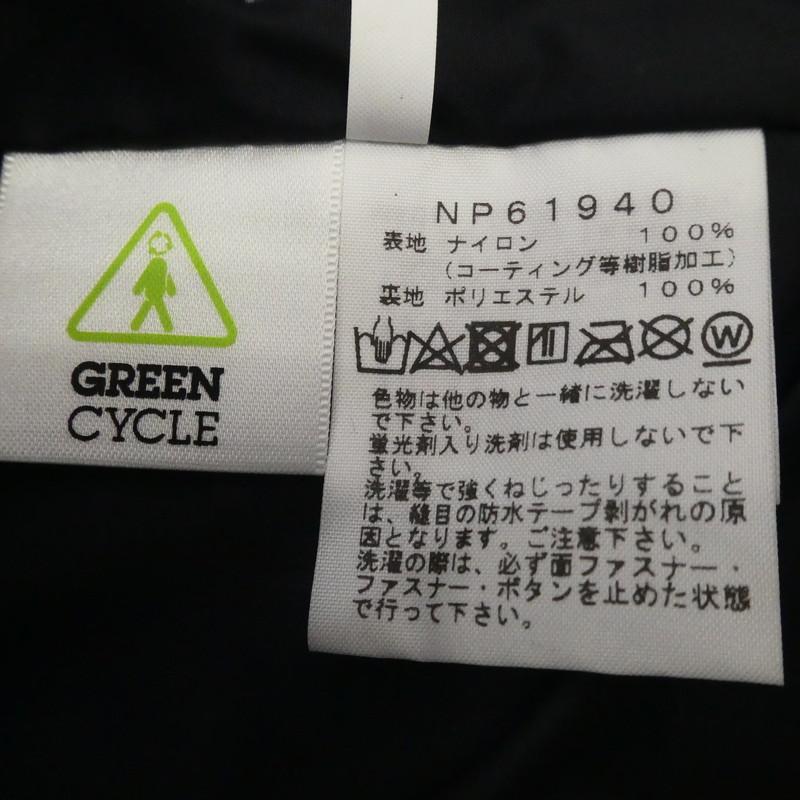 GREEN
CYCLE
NP61940
表地 ナイロン 100%
(コーティング等樹脂加工)
裏地 ポリエステル 100%
W
色物は他の物と一緒に洗濯しない
で下さい。
蛍光剤入り洗剤は使用しないで下
さい。
洗濯等で強くねじったりすること
は、縫目の防水テープ剥がれの原
因となります。ご注意下さい。
洗濯の際は、必ず面ファスナー・
ファスナー・ボタンを止めた状態
で行って下さい。